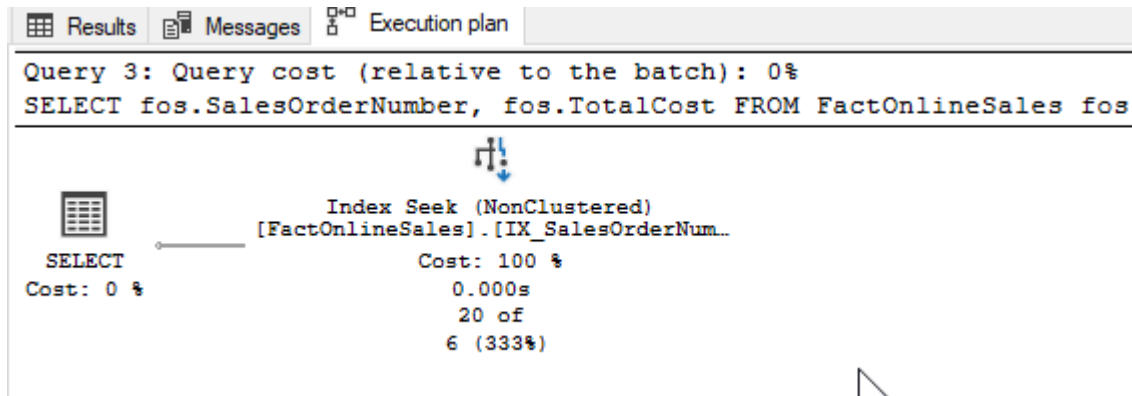 Results Messages Execution plan
Query 3: Query cost (relative to the batch): 0%
SELECT fos.SalesOrderNumber, fos.TotalCost FROM FactOnlineSales fos
Index Seek (NonClustered)
[FactOnlineSales].[IX_SalesOrderNum…
SELECT
Cost: 0 %
Cost: 100 %
0.000s
20 of
6 (333%)